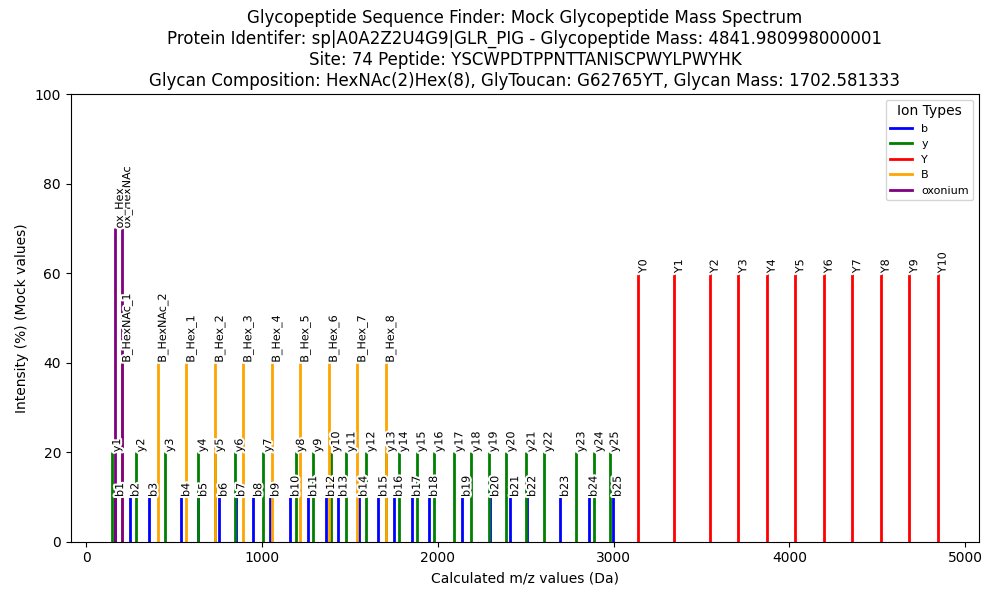 Glycopeptide Sequence Finder: Mock Glycopeptide Mass Spectrum
Protein Identifer: sp|A0A2Z2U4G9|GLR_PIG - Glycopeptide Mass: 4841.980998000001
Site: 74 Peptide: YSCWPDTPPNTTANISCPWYLPWYHK
Glycan Composition: HexNAc(2)Hex(8), GlyToucan: G62765YT, Glycan Mass: 1702.581333
Intensity (%) (Mock values)
100
80
60
40
20
0
Ion Types
b
y
Y
B
oxonium
ox_Hex
ox_HexNAc
Y0 Y1 Y2 Y3 Y4 Y5 Y6 Y7 Y8 Y9 Y10
B_HexNAc_1 B_HexNAc_2 B_Hex_1 B_Hex_2 B_Hex_3 B_Hex_4 B_Hex_5 B_Hex_6 B_Hex_7 B_Hex_8
y1 y2 y3 y4 y5 y6 y7 y8 y9 y10 y11 y12 y13 y14 y15 y16 y17 y18 y19 y20 y21 y22 y23 y24 y25
b1 b2 b3 b4 b5 b6 b7 b8 b9 b10 b11 b12 b13 b14 b15 b16 b17 b18 b19 b20 b21 b22 b23 b24 b25
0 1000 2000 3000 4000 5000
Calculated m/z values (Da)